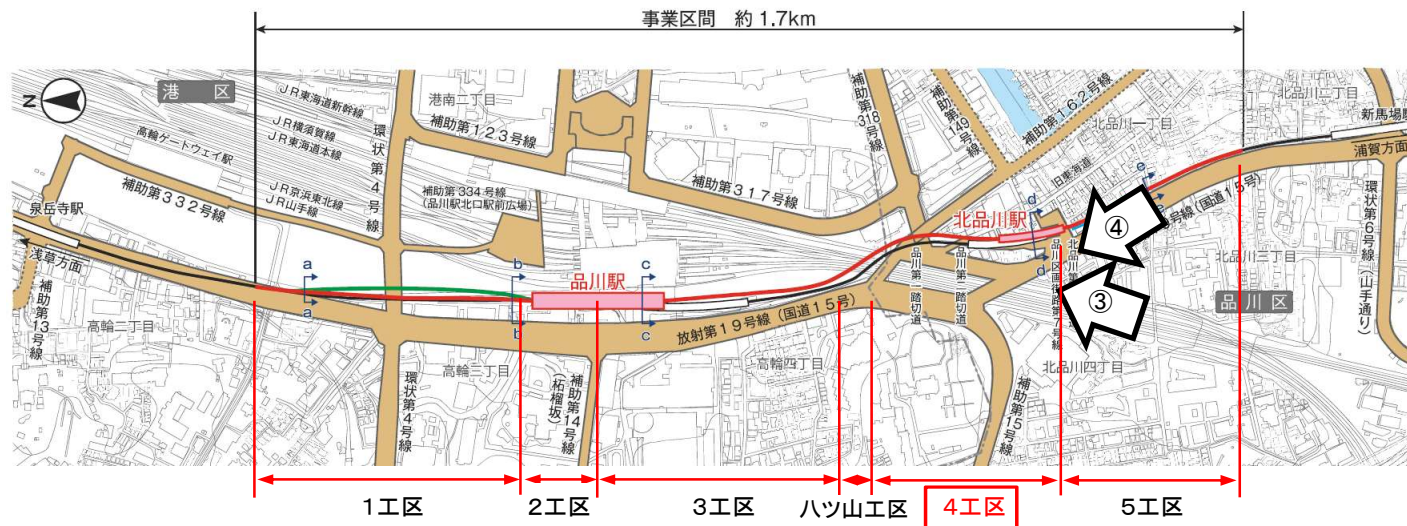 事業区間 約1.7km
N
港 区
JR東海道新幹線
JR横須賀線
JR東海道本線
高輪ゲートウェイ駅
JR京浜東北線
JR山手線
補助第332号線
泉岳寺駅
浅草方面
補助第13号線
高輪二丁目
環状第4号線
港南二丁目
補助第123号線
補助第334号線
(品川駅北口駅前広場)
補助第317号線
補助第318号線
補助第149号線
補助第162号線
北品川一丁目
旧東海道
北品川二丁目
新馬場駅
浦賀方面
環状第6号線(山手通り)
北品川三丁目
品川区
号線(国道15号)
北品川駅
品川駅
a
a
b
b
c
c
d
d
e
e
④
③
品川第一踏切道
品川第二踏切道
品川区画街路第7号線
北品川第
放射第19号線(国道15号)
高輪三丁目
環状第4号線
補助第14号線
(柘榴坂)
高輪四丁目
補助第15号線
北品川四丁目
1工区
2工区
3工区
八ツ山工区
4工区
5工区